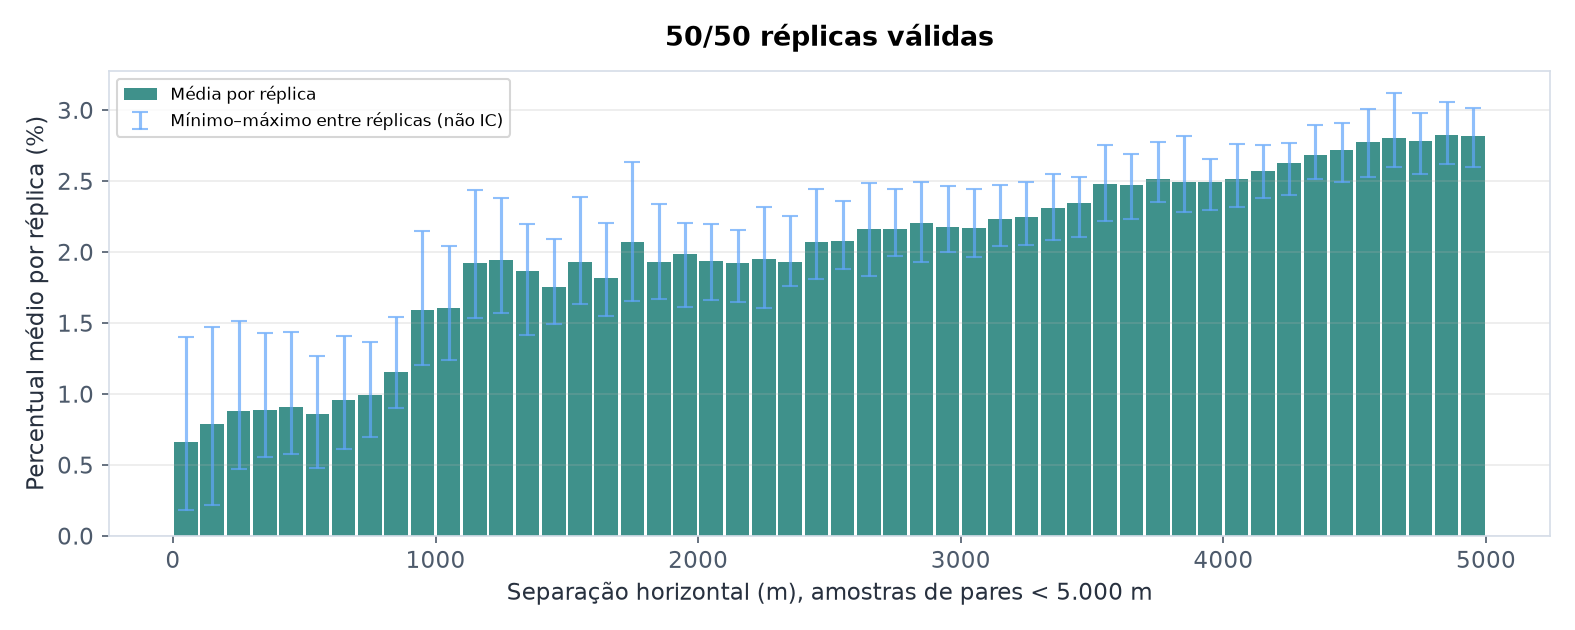 50/50 réplicas válidas
Média por réplica
Mínimo–máximo entre réplicas (não IC)
Percentual médio por réplica (%)
3.0
2.5
2.0
1.5
1.0
0.5
0.0
0 1000 2000 3000 4000 5000
Separação horizontal (m), amostras de pares < 5.000 m